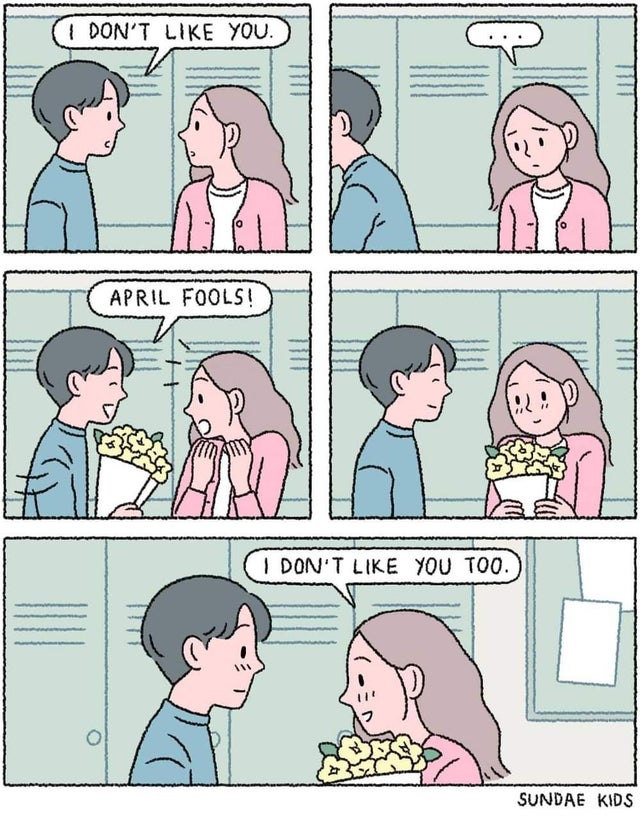 I DON'T LIKE YOU.
...
APRIL FOOLS!
I DON'T LIKE YOU TOO.
SUNDAE KIDS